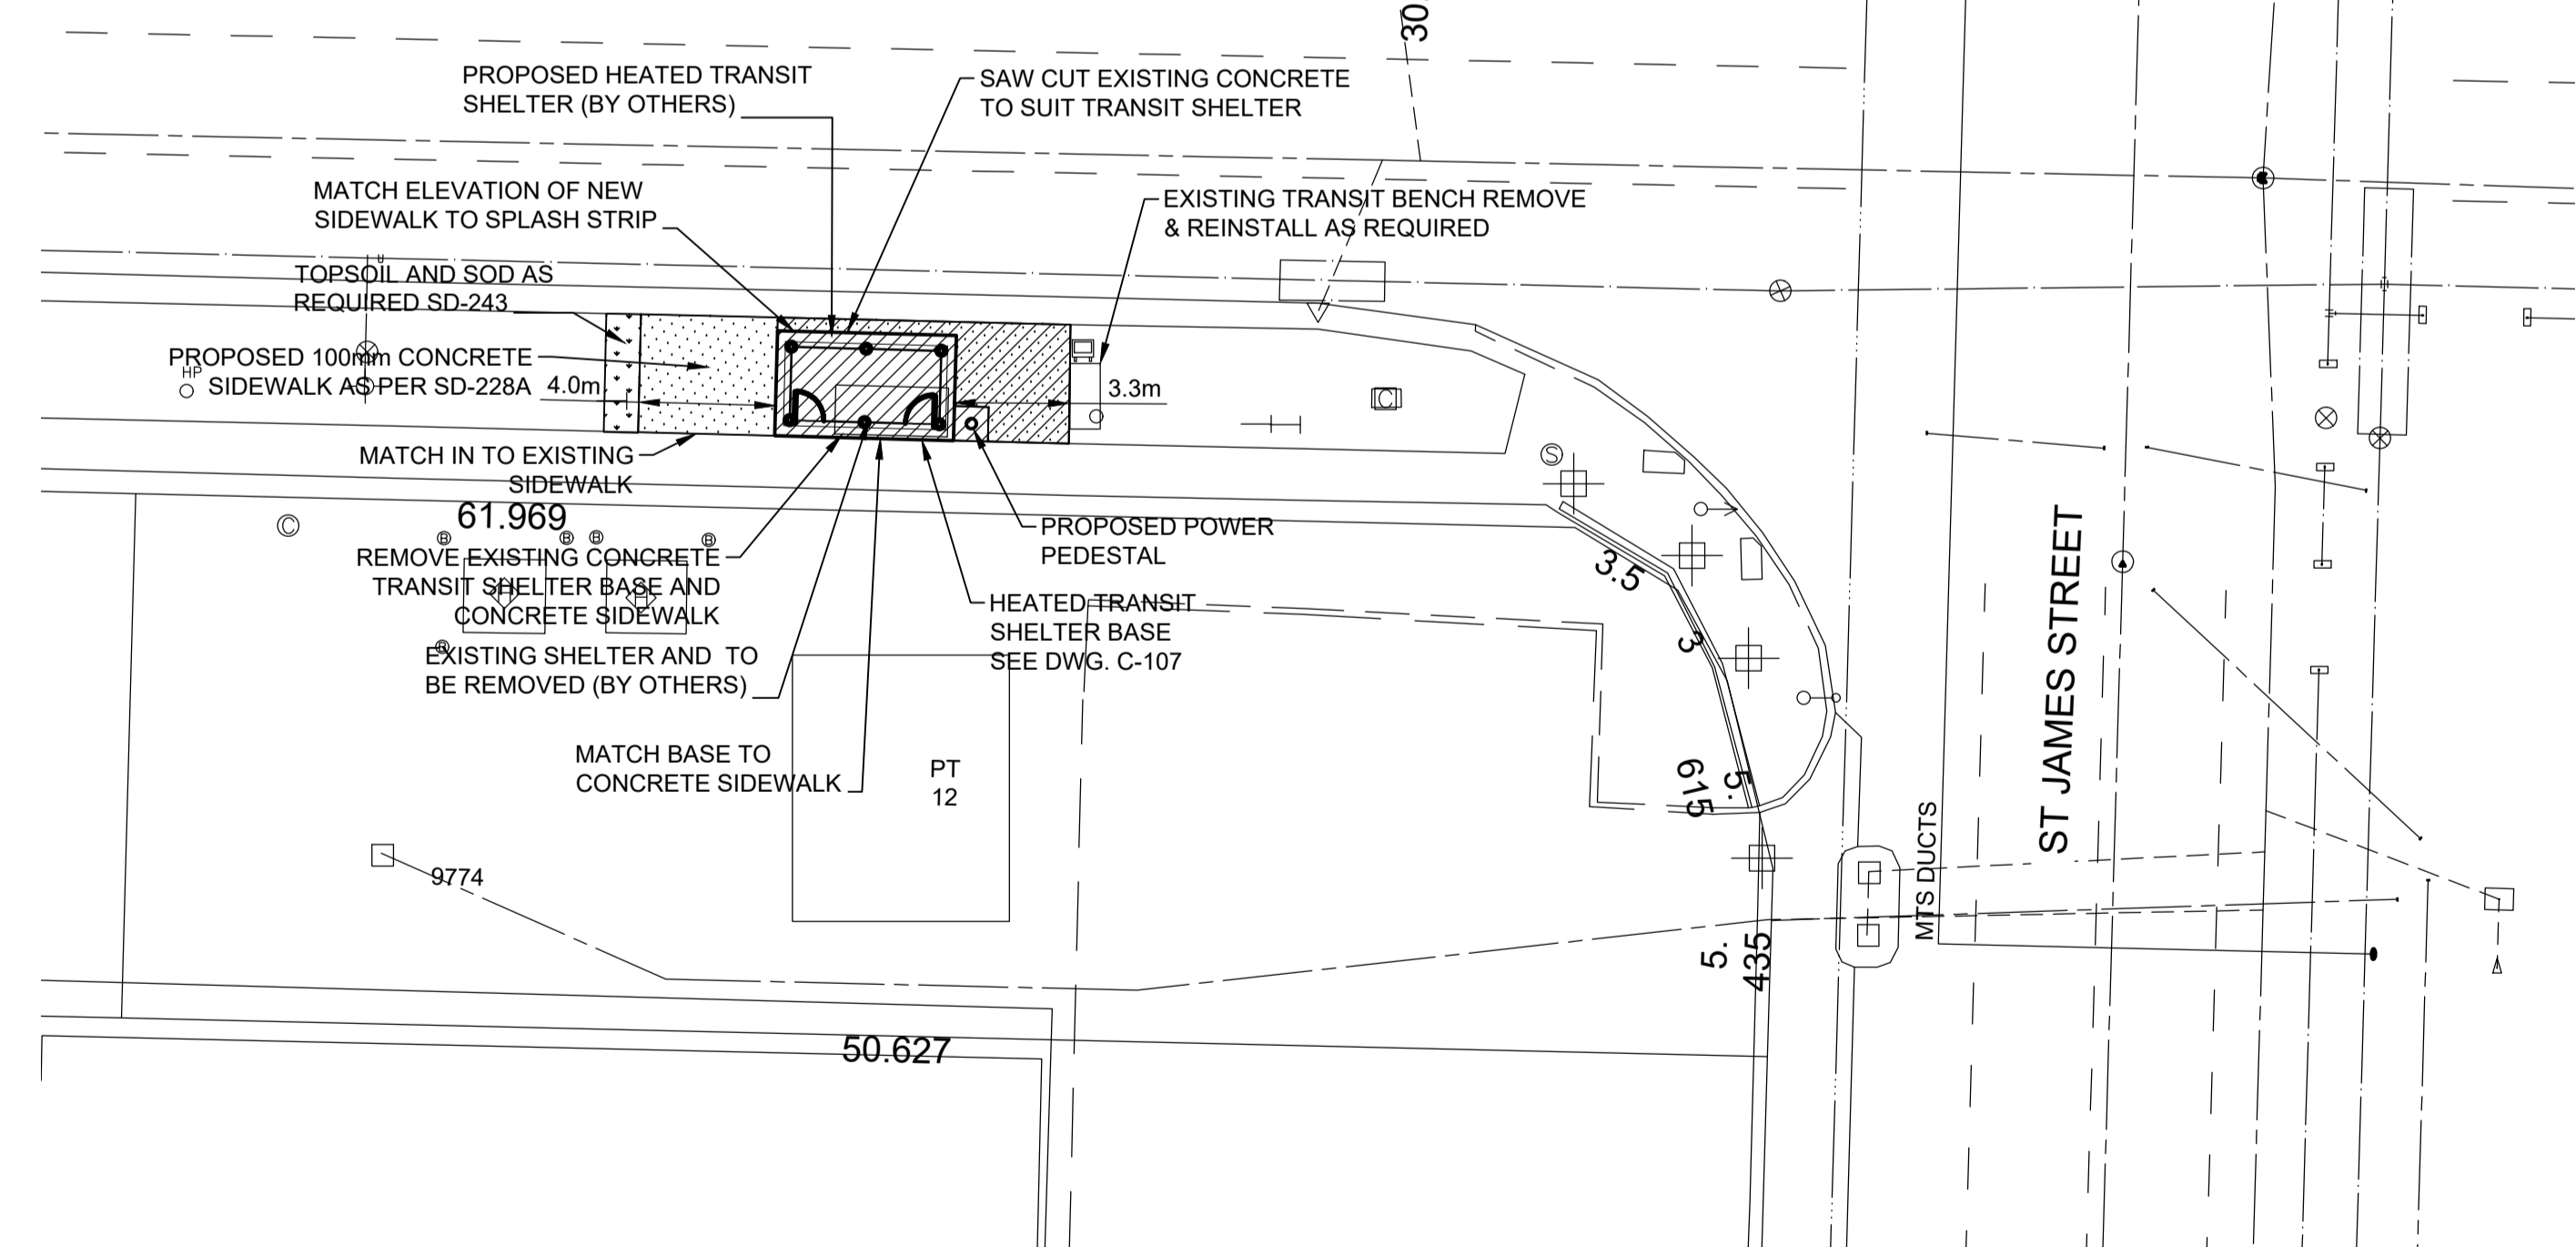 30
PROPOSED HEATED TRANSIT
SHELTER (BY OTHERS)
SAW CUT EXISTING CONCRETE
TO SUIT TRANSIT SHELTER
MATCH ELEVATION OF NEW
SIDEWALK TO SPLASH STRIP
EXISTING TRANSIT BENCH REMOVE
& REINSTALL AS REQUIRED
TOPSOIL AND SOD AS
REQUIRED SD-243
PROPOSED 100mm CONCRETE
SIDEWALK AS PER SD-228A
HP
4.0m
3.3m
C
MATCH IN TO EXISTING
SIDEWALK
S
61.969
C
B
B
B
B
REMOVE EXISTING CONCRETE
TRANSIT SHELTER BASE AND
CONCRETE SIDEWALK
H
H
B
PROPOSED POWER
PEDESTAL
HEATED TRANSIT
SHELTER BASE
SEE DWG. C-107
EXISTING SHELTER AND TO
BE REMOVED (BY OTHERS)
MATCH BASE TO
CONCRETE SIDEWALK
PT
12
3.5
3
5.
615
ST JAMES STREET
MTS DUCTS
9774
5.
435
50.627